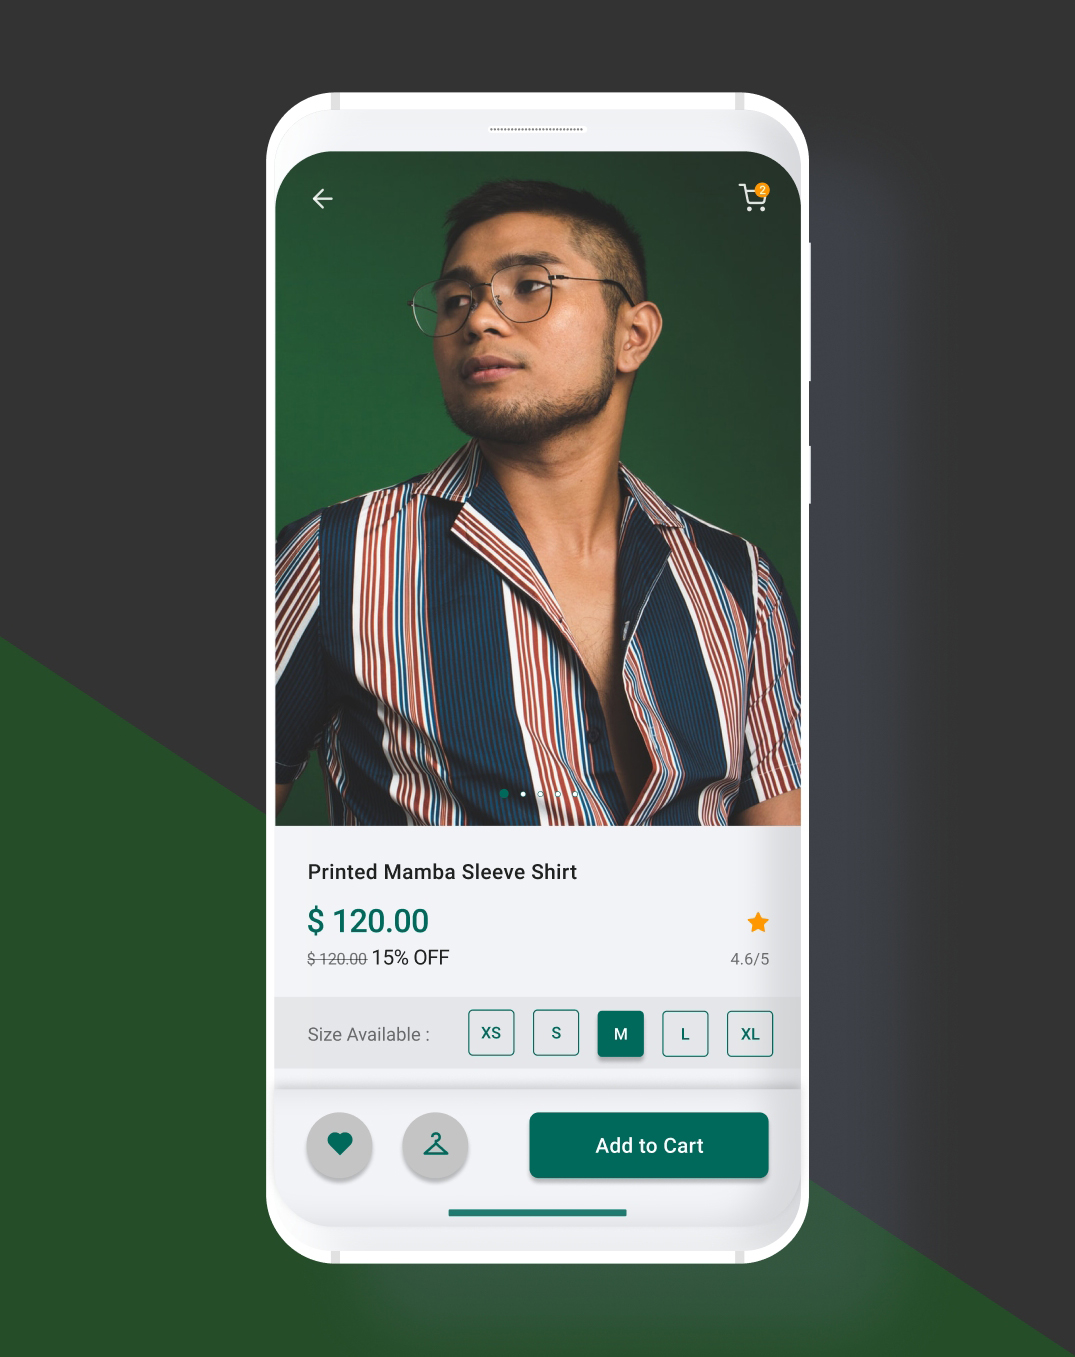 2
Printed Mamba Sleeve Shirt
$ 120.00
$ 120.00 15% OFF
4.6/5
Size Available :
XS
S
M
L
XL
Add to Cart